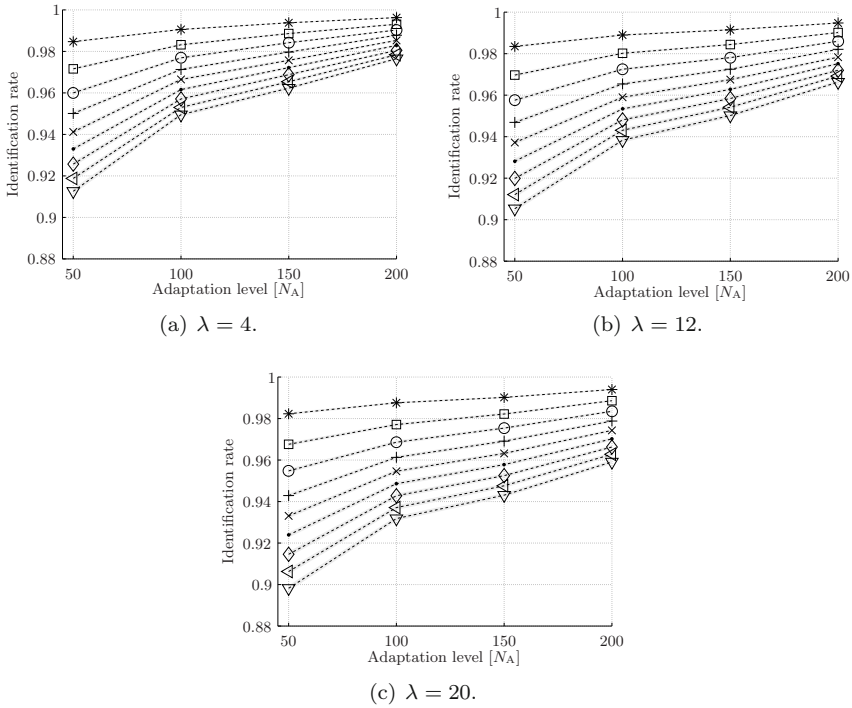 1
0.98
0.96
0.94
0.92
0.9
0.88
Identification rate
50 100 150 200
Adaptation level [N_A]
(a) λ = 4.
1
0.98
0.96
0.94
0.92
0.9
0.88
Identification rate
50 100 150 200
Adaptation level [N_A]
(b) λ = 12.
1
0.98
0.96
0.94
0.92
0.9
0.88
Identification rate
50 100 150 200
Adaptation level [N_A]
(c) λ = 20.